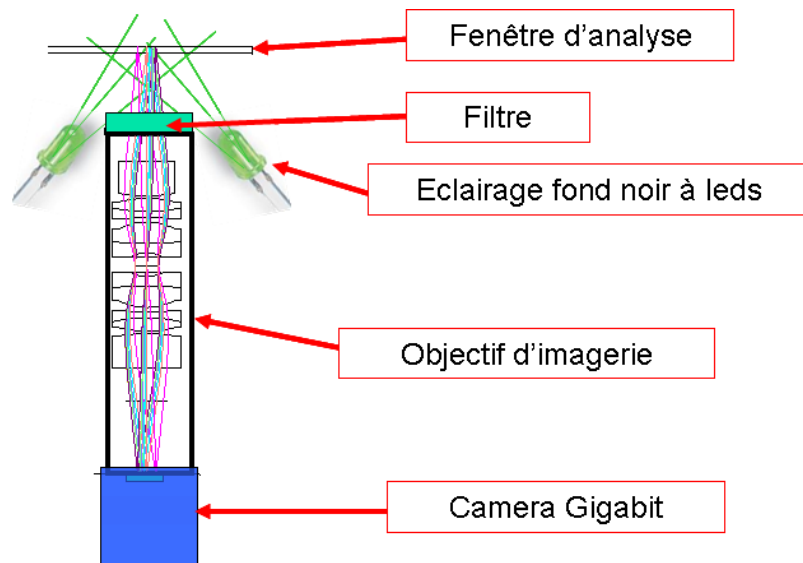 Fenêtre d'analyse
Filtre
Eclairage fond noir à leds
Objectif d'imagerie
Camera Gigabit